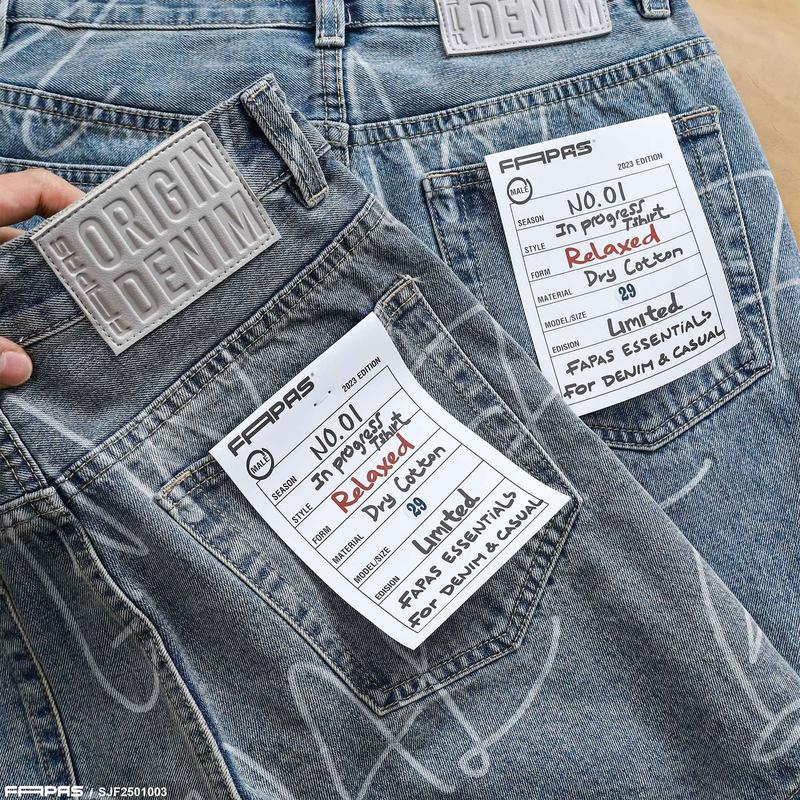 DENIM
ORIGIN
DENIM
FAPAS® 2023 EDITION
MALE
SEASON NO.01
STYLE In progress Tshirt
FORM Relaxed
MATERIAL Dry Cotton
MODEL/SIZE 29
EDISION Limited
FAPAS ESSENTIALS
FOR DENIM & CASUAL
FAPAS® 2023 EDITION
MALE
SEASON NO.01
STYLE In progress Tshirt
FORM Relaxed
MATERIAL Dry Cotton
MODEL/SIZE 29
EDISION Limited
FAPAS ESSENTIALS
FOR DENIM & CASUAL
FAPAS® / SJF2501003